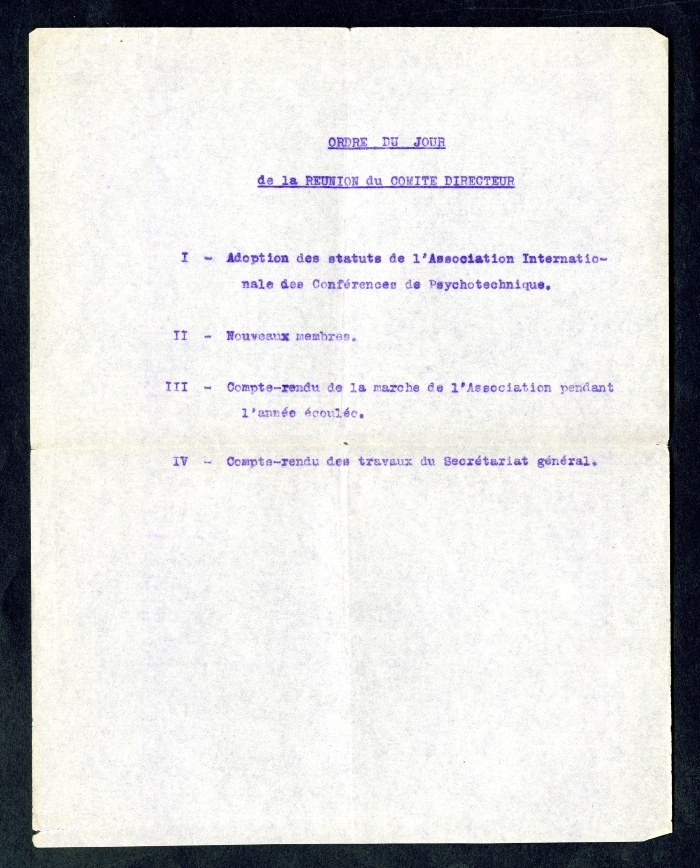 ORDRE DU JOUR
de la REUNION du COMITE DIRECTEUR
I - Adoption des statuts de l'Association Internatio-
nale des Conférences de Psychotechnique.
II - Nouveaux membres.
III - Compte-rendu de la marche de l'Association pendant
l'année écoulée.
IV - Compte-rendu des travaux du Secrétariat général.